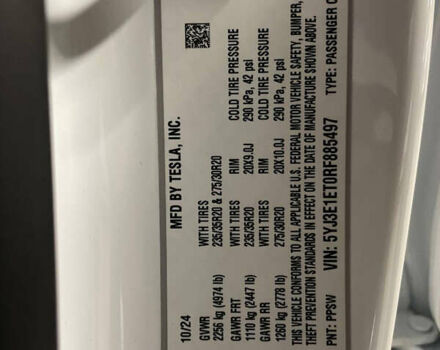 MFD BY TESLA, INC.
10/24
GVWR WITH TIRES
2256 kg (4974 lb) 235/35R20 & 275/30R20
GAWR FRT WITH TIRES RIM COLD TIRE PRESSURE
1110 kg (2447 lb) 235/35R20 20X9.0J 290 kPa, 42 psi
GAWR RR WITH TIRES RIM COLD TIRE PRESSURE
1260 kg (2778 lb) 275/30R20 20X10.0J 290 kPa, 42 psi
THIS VEHICLE CONFORMS TO ALL APPLICABLE U.S. FEDERAL MOTOR VEHICLE SAFETY, BUMPER,
THEFT PREVENTION STANDARDS IN EFFECT ON THE DATE OF MANUFACTURE SHOWN ABOVE.
VIN: 5YJ3E1ET0RF885497
PNT: PPSW TYPE: PASSENGER C